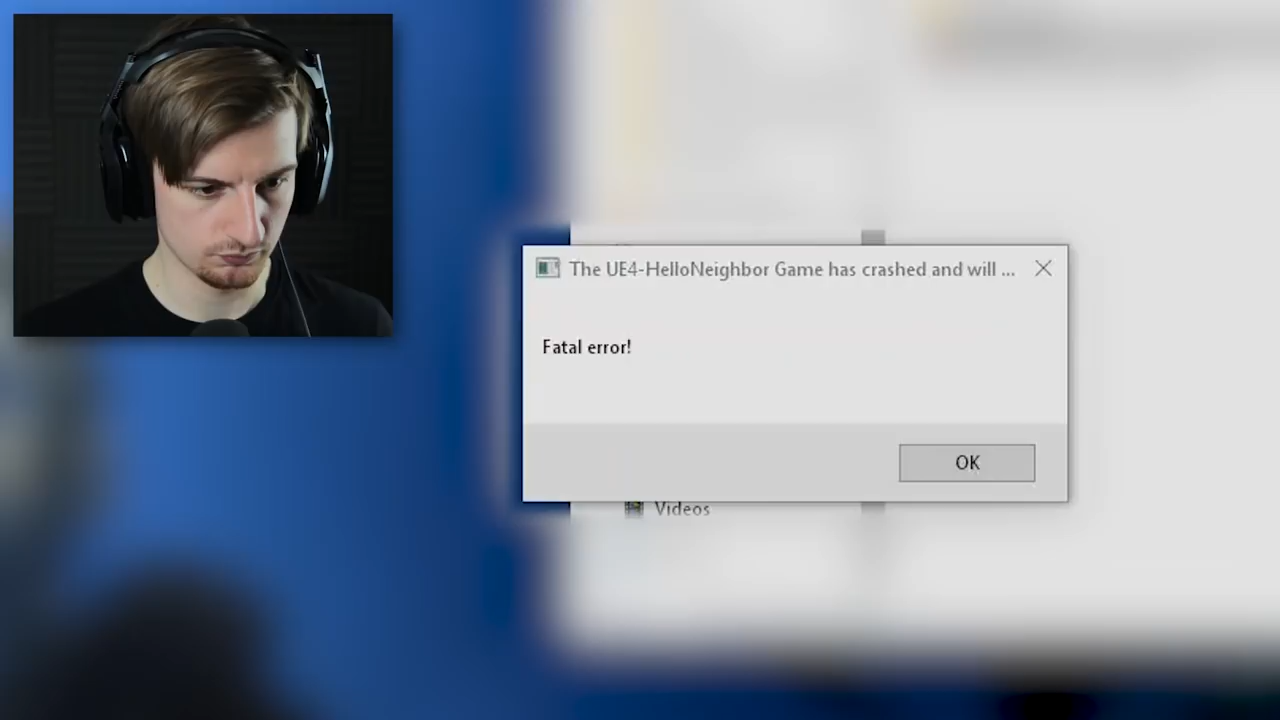 The UE4-HelloNeighbor Game has crashed and will ...
Fatal error!
OK
Videos